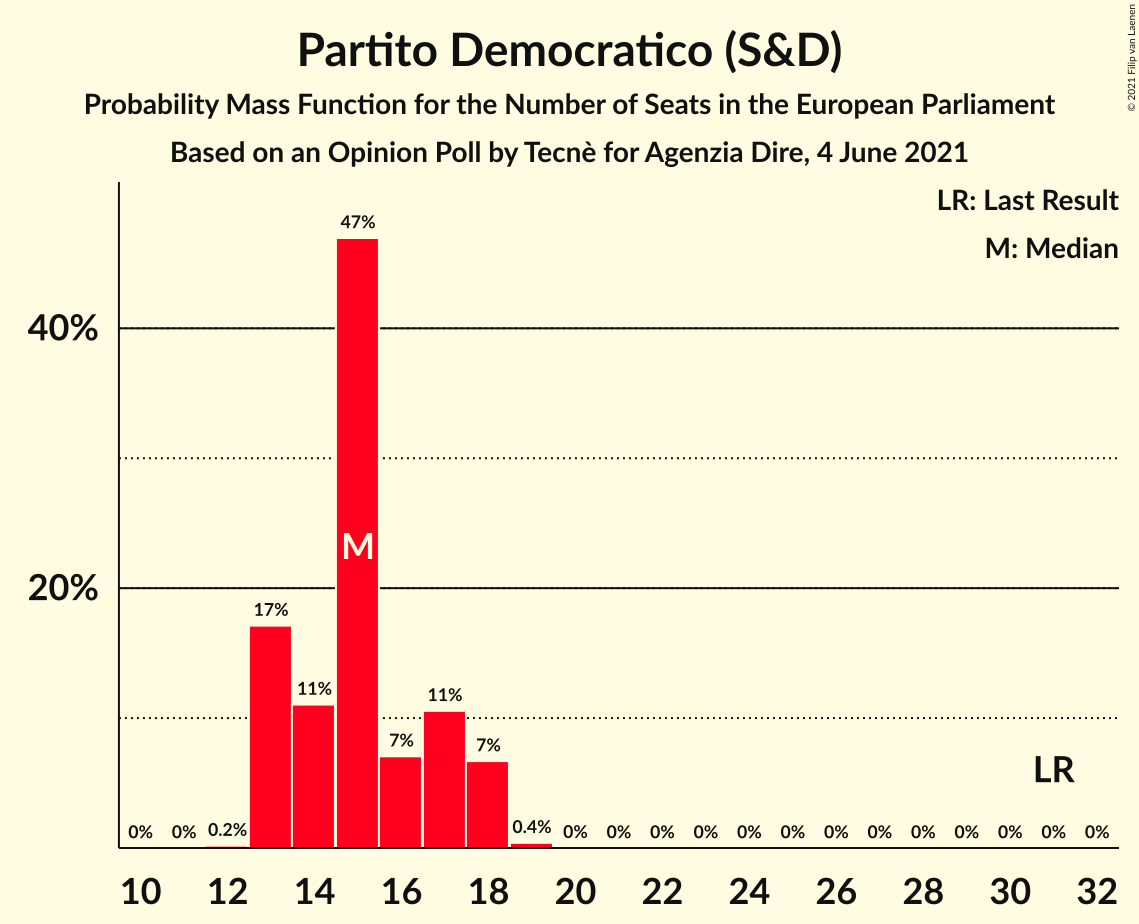 Partito Democratico (S&D)
Probability Mass Function for the Number of Seats in the European Parliament
Based on an Opinion Poll by Tecnè for Agenzia Dire, 4 June 2021
© 2021 Filip van Laenen
LR: Last Result
M: Median
40%
20%
0% 0% 0.2% 17% 11% 47% 7% 11% 7% 0.4% 0% 0% 0% 0% 0% 0% 0% 0% 0% 0% 0% 0% 0%
M
LR
10 12 14 16 18 20 22 24 26 28 30 32